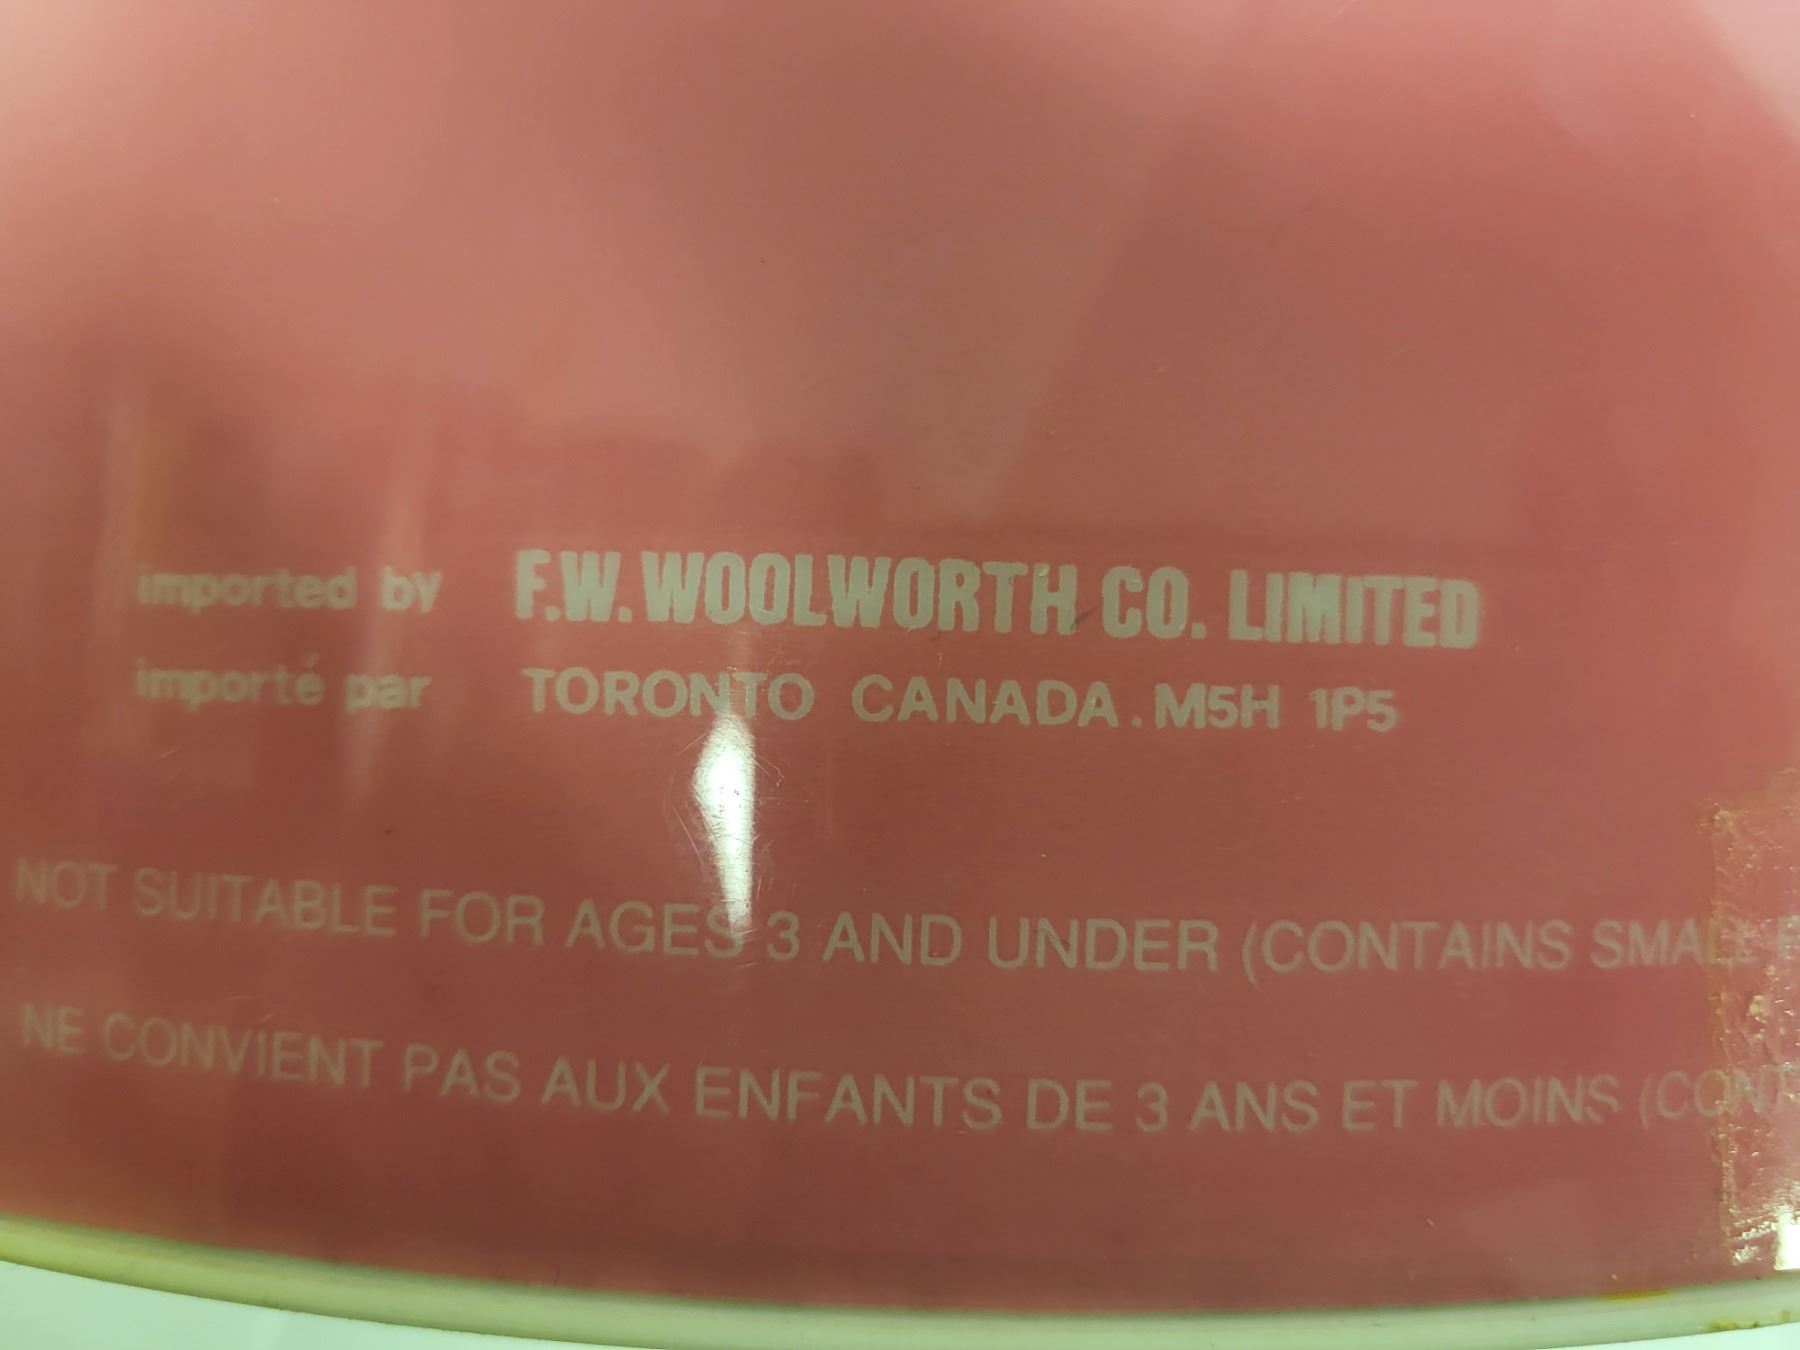 imported by F.W. WOOLWORTH CO. LIMITED
importé par TORONTO CANADA. M5H 1P5
NOT SUITABLE FOR AGES 3 AND UNDER (CONTAINS SMALL
NE CONVIENT PAS AUX ENFANTS DE 3 ANS ET MOINS